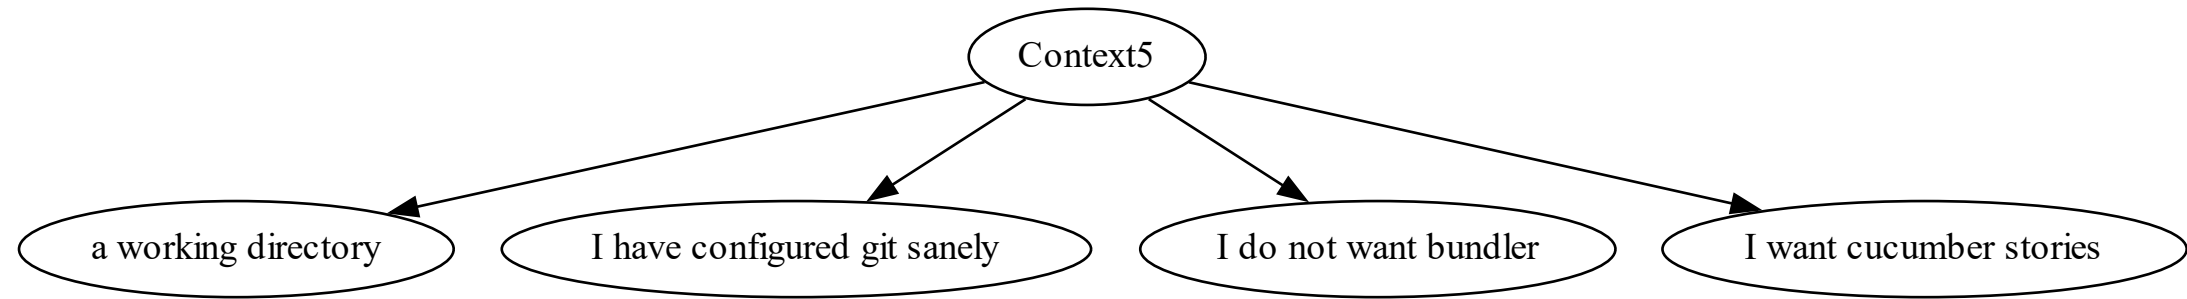 Context5
a working directory
I have configured git sanely
I do not want bundler
I want cucumber stories